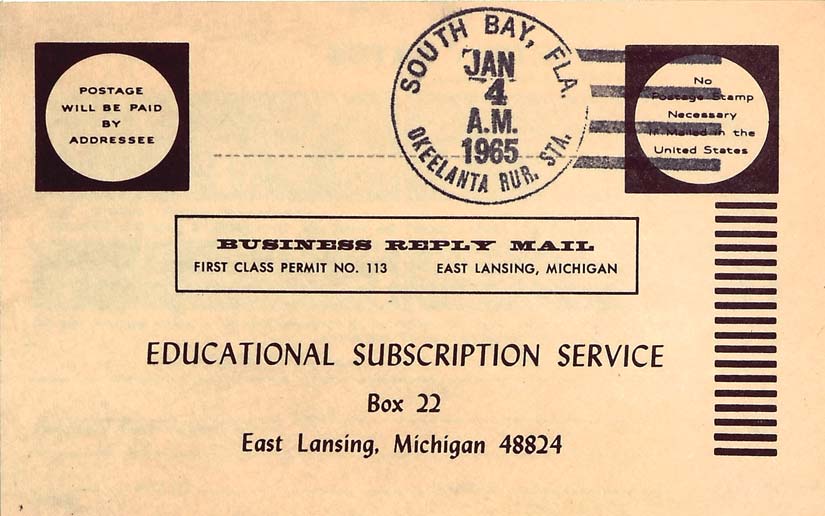 POSTAGE
WILL BE PAID
BY
ADDRESSEE
SOUTH BAY, FLA.
JAN
4
A.M.
1965
OKEELANTA RUR. STA.
No
Postage Stamp
Necessary
If Mailed in the
United States
BUSINESS REPLY MAIL
FIRST CLASS PERMIT NO. 113 EAST LANSING, MICHIGAN
EDUCATIONAL SUBSCRIPTION SERVICE
Box 22
East Lansing, Michigan 48824